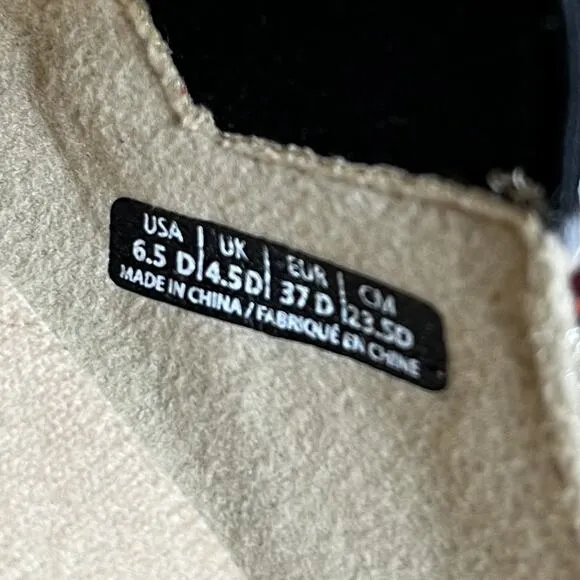 USA | UK | EUR | CM
6.5 D | 4.5D | 37 D | 23.5D
MADE IN CHINA / FABRIQUÉ EN CHINE